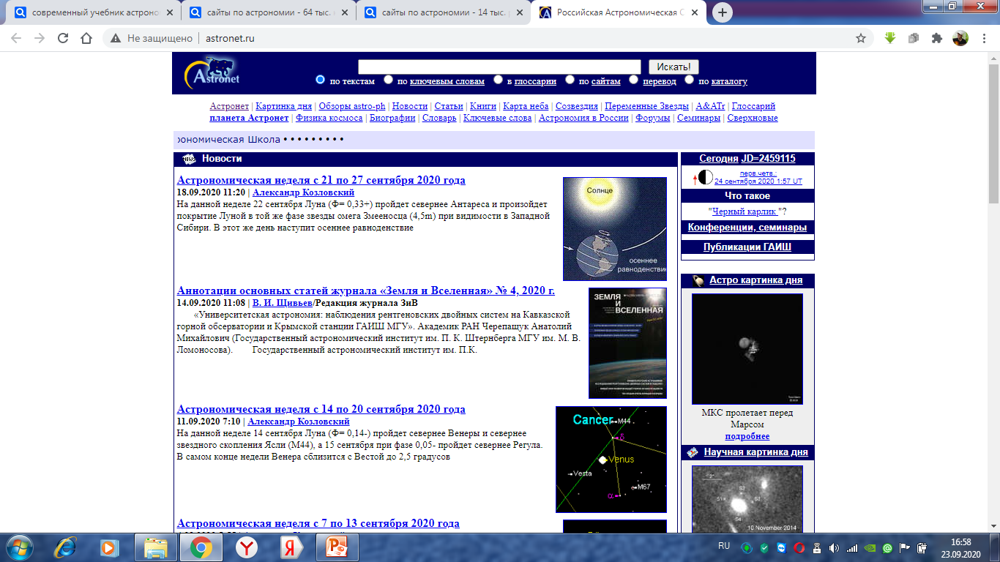 современный учебник астроно
сайты по астрономии - 64 тыс.
сайты по астрономии - 14 тыс.
Российская Астрономическая С
Не защищено | astronet.ru
Astronet
Искать!
по текстам по ключевым словам в глоссарии по сайтам перевод по каталогу
Астронет | Картинка дня | Обзоры astro-ph | Новости | Статьи | Книги | Карта неба | Созвездия | Переменные Звезды | A&ATr | Глоссарий
планета Астронет | Физика космоса | Биографии | Словарь | Ключевые слова | Астрономия в России | Форумы | Семинары | Сверхновые
рономическая Школа • • • • • • • • •
NEWS Новости
Астрономическая неделя с 21 по 27 сентября 2020 года
18.09.2020 11:20 | Александр Козловский
На данной неделе 22 сентября Луна (Ф= 0,33+) пройдет севернее Антареса и произойдет
покрытие Луной в той же фазе звезды омега Змееносца (4,5m) при видимости в Западной
Сибири. В этот же день наступит осеннее равноденствие
Солнце
осеннее
равноденствие
Аннотации основных статей журнала «Земля и Вселенная» № 4, 2020 г.
14.09.2020 11:08 | В. И. Щивьев/Редакция журнала ЗиВ
«Университетская астрономия: наблюдения рентгеновских двойных систем на Кавказской
горной обсерватории и Крымской станции ГАИШ МГУ». Академик РАН Черепащук Анатолий
Михайлович (Государственный астрономический институт им. П. К. Штернберга МГУ им. М. В.
Ломоносова). Государственный астрономический институт им. П.К.
ЗЕМЛЯ
И
ВСЕЛЕННАЯ
Астрономическая неделя с 14 по 20 сентября 2020 года
11.09.2020 7:10 | Александр Козловский
На данной неделе 14 сентября Луна (Ф= 0,14-) пройдет севернее Венеры и севернее
звездного скопления Ясли (М44), а 15 сентября при фазе 0,05- пройдет севернее Регула.
В самом конце недели Венера сблизится с Вестой до 2,5 градусов
Cancer
M44
δ
Venus
Vesta
M67
α
Астрономическая неделя с 7 по 13 сентября 2020 года
Сегодня JD=2459115
перв.четв.:
24 сентября 2020 1:57 UT
Что такое
"Черный карлик "?
Конференции, семинары
Публикации ГАИШ
Астро картинка дня
МКС пролетает перед
Марсом
подробнее
Научная картинка дня
2"
S1
S2
S3
S4
10 November 2014
RU
16:58
23.09.2020